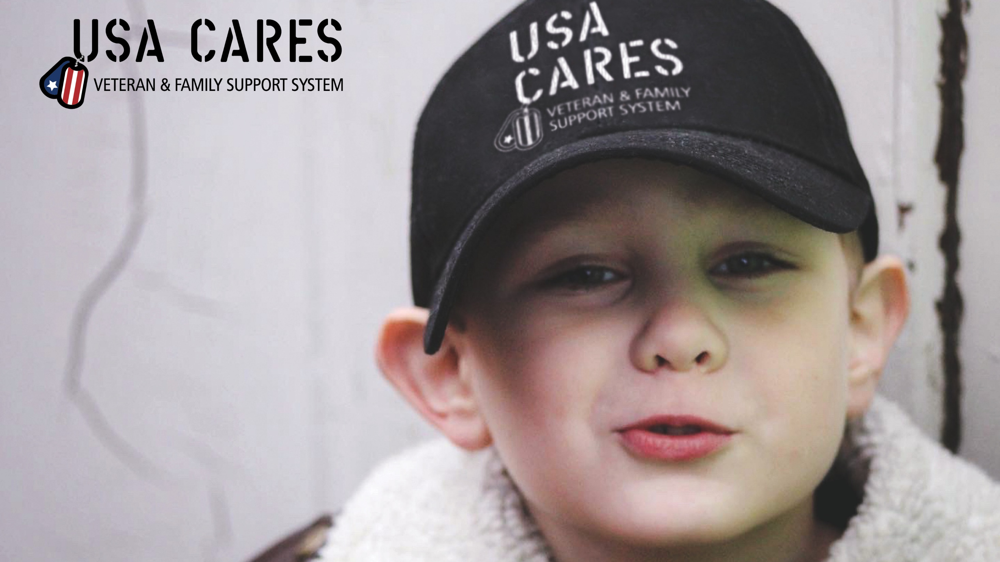 USA CARES
VETERAN & FAMILY SUPPORT SYSTEM
USA
CARES
VETERAN & FAMILY
SUPPORT SYSTEM